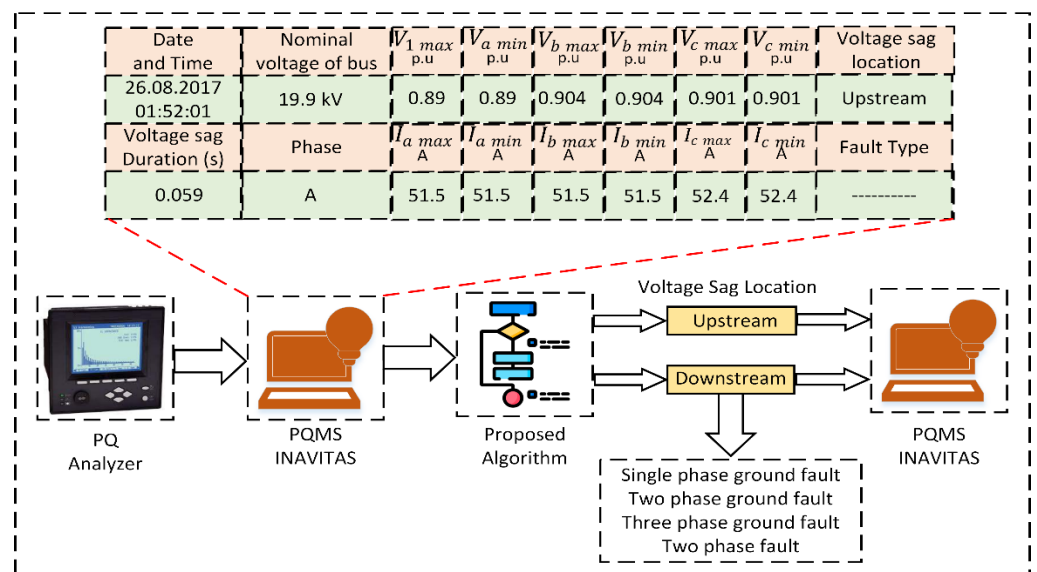 Date and Time
Nominal voltage of bus
V1 max p.u
Va min p.u
Vb max p.u
Vb min p.u
Vc max p.u
Vc min p.u
Voltage sag location
26.08.2017 01:52:01
19.9 kV
0.89
0.89
0.904
0.904
0.901
0.901
Upstream
Voltage sag Duration (s)
Phase
Ia max A
Ia min A
Ib max A
Ib min A
Ic max A
Ic min A
Fault Type
0.059
A
51.5
51.5
51.5
51.5
52.4
52.4
----------
Voltage Sag Location
Upstream
Downstream
PQ
Analyzer
PQMS
INAVITAS
Proposed
Algorithm
PQMS
INAVITAS
Single phase ground fault
Two phase ground fault
Three phase ground fault
Two phase fault